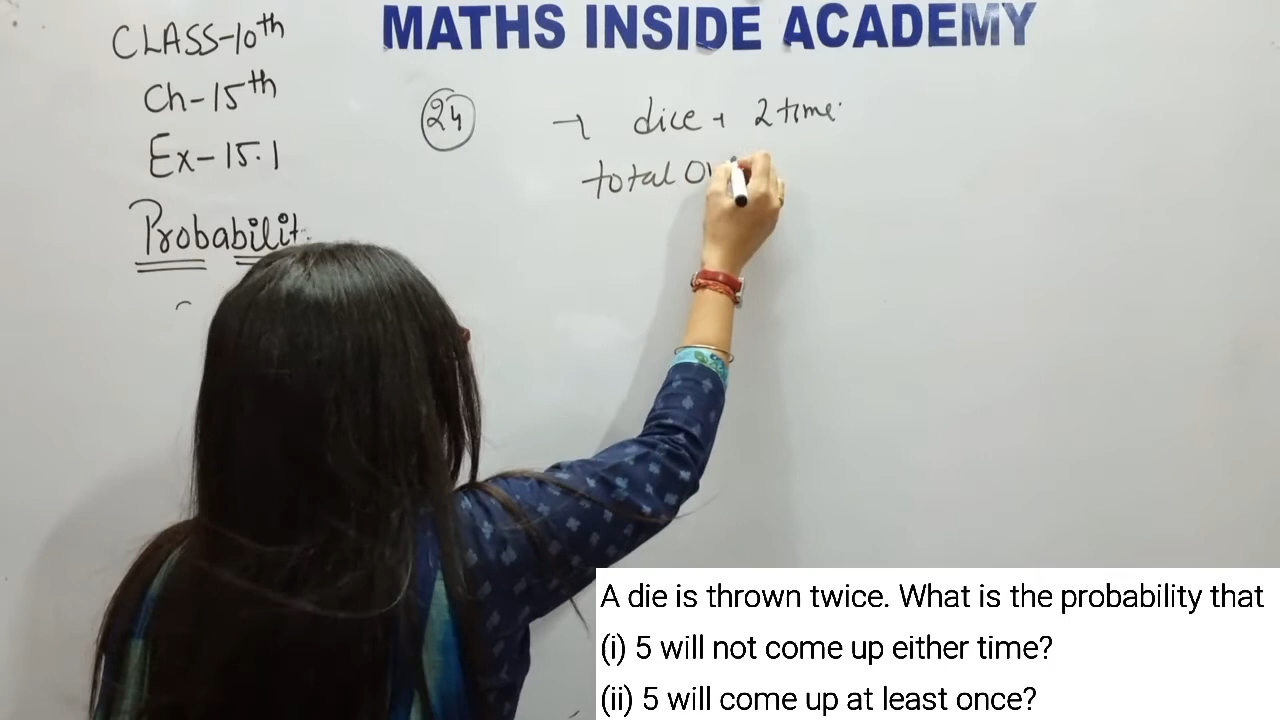 MATHS INSIDE ACADEMY
CLASS-10th
Ch-15th
Ex-15.1
Probabilit
24
dice 2 time
total
A die is thrown twice. What is the probability that
(i) 5 will not come up either time?
(ii) 5 will come up at least once?